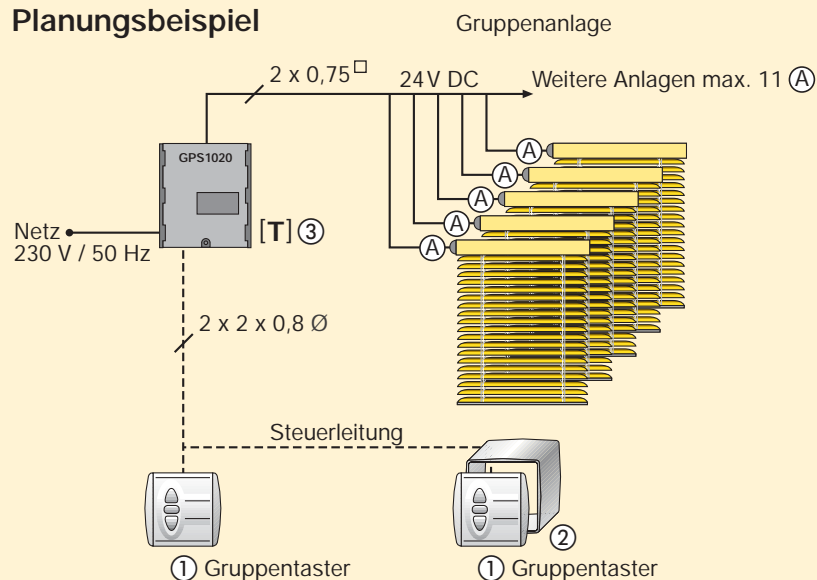 Planungsbeispiel
Gruppenanlage
2 x 0,75□
24V DC
Weitere Anlagen max. 11 Ⓐ
GPS1020
Ⓐ
Ⓐ
Ⓐ
Ⓐ
Ⓐ
[T] ③
Netz
230 V / 50 Hz
2 x 2 x 0,8 Ø
Steuerleitung
②
① Gruppentaster
① Gruppentaster